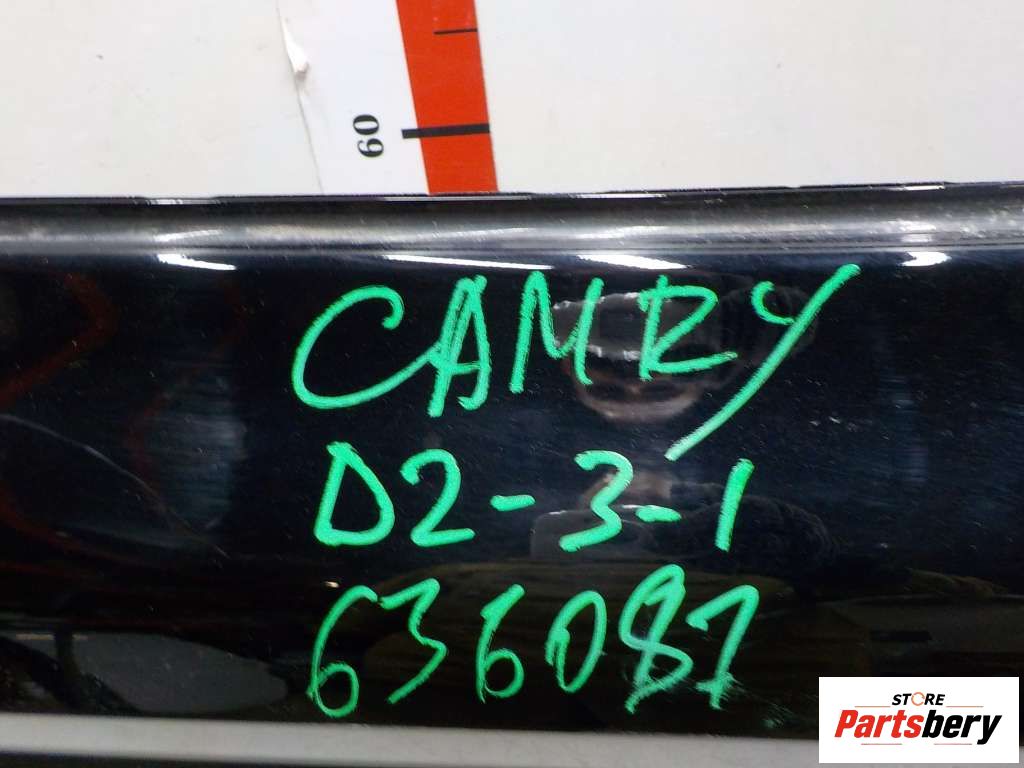 60
CAMRY
D2-3-1
636087
STORE
Partsbery